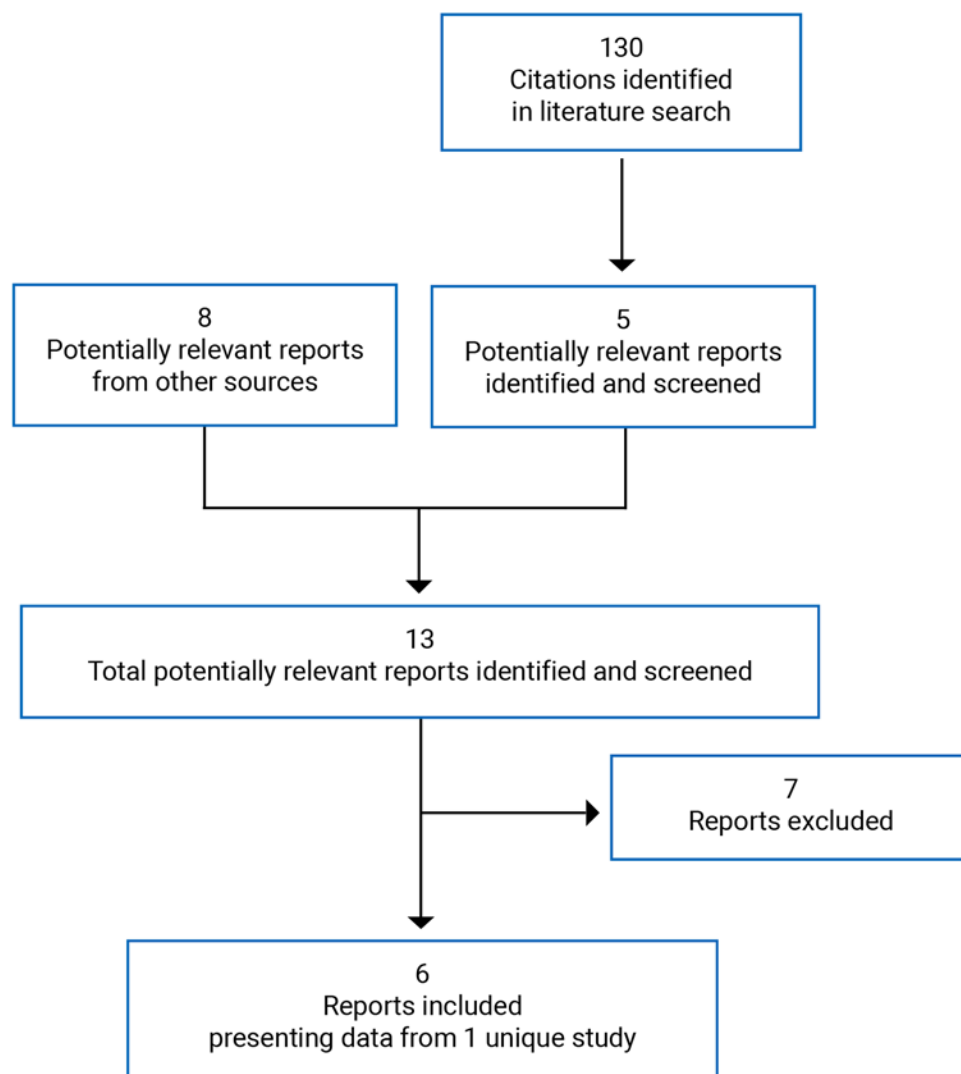 130
Citations identified
in literature search
8
Potentially relevant reports
from other sources
5
Potentially relevant reports
identified and screened
13
Total potentially relevant reports identified and screened
7
Reports excluded
6
Reports included
presenting data from 1 unique study